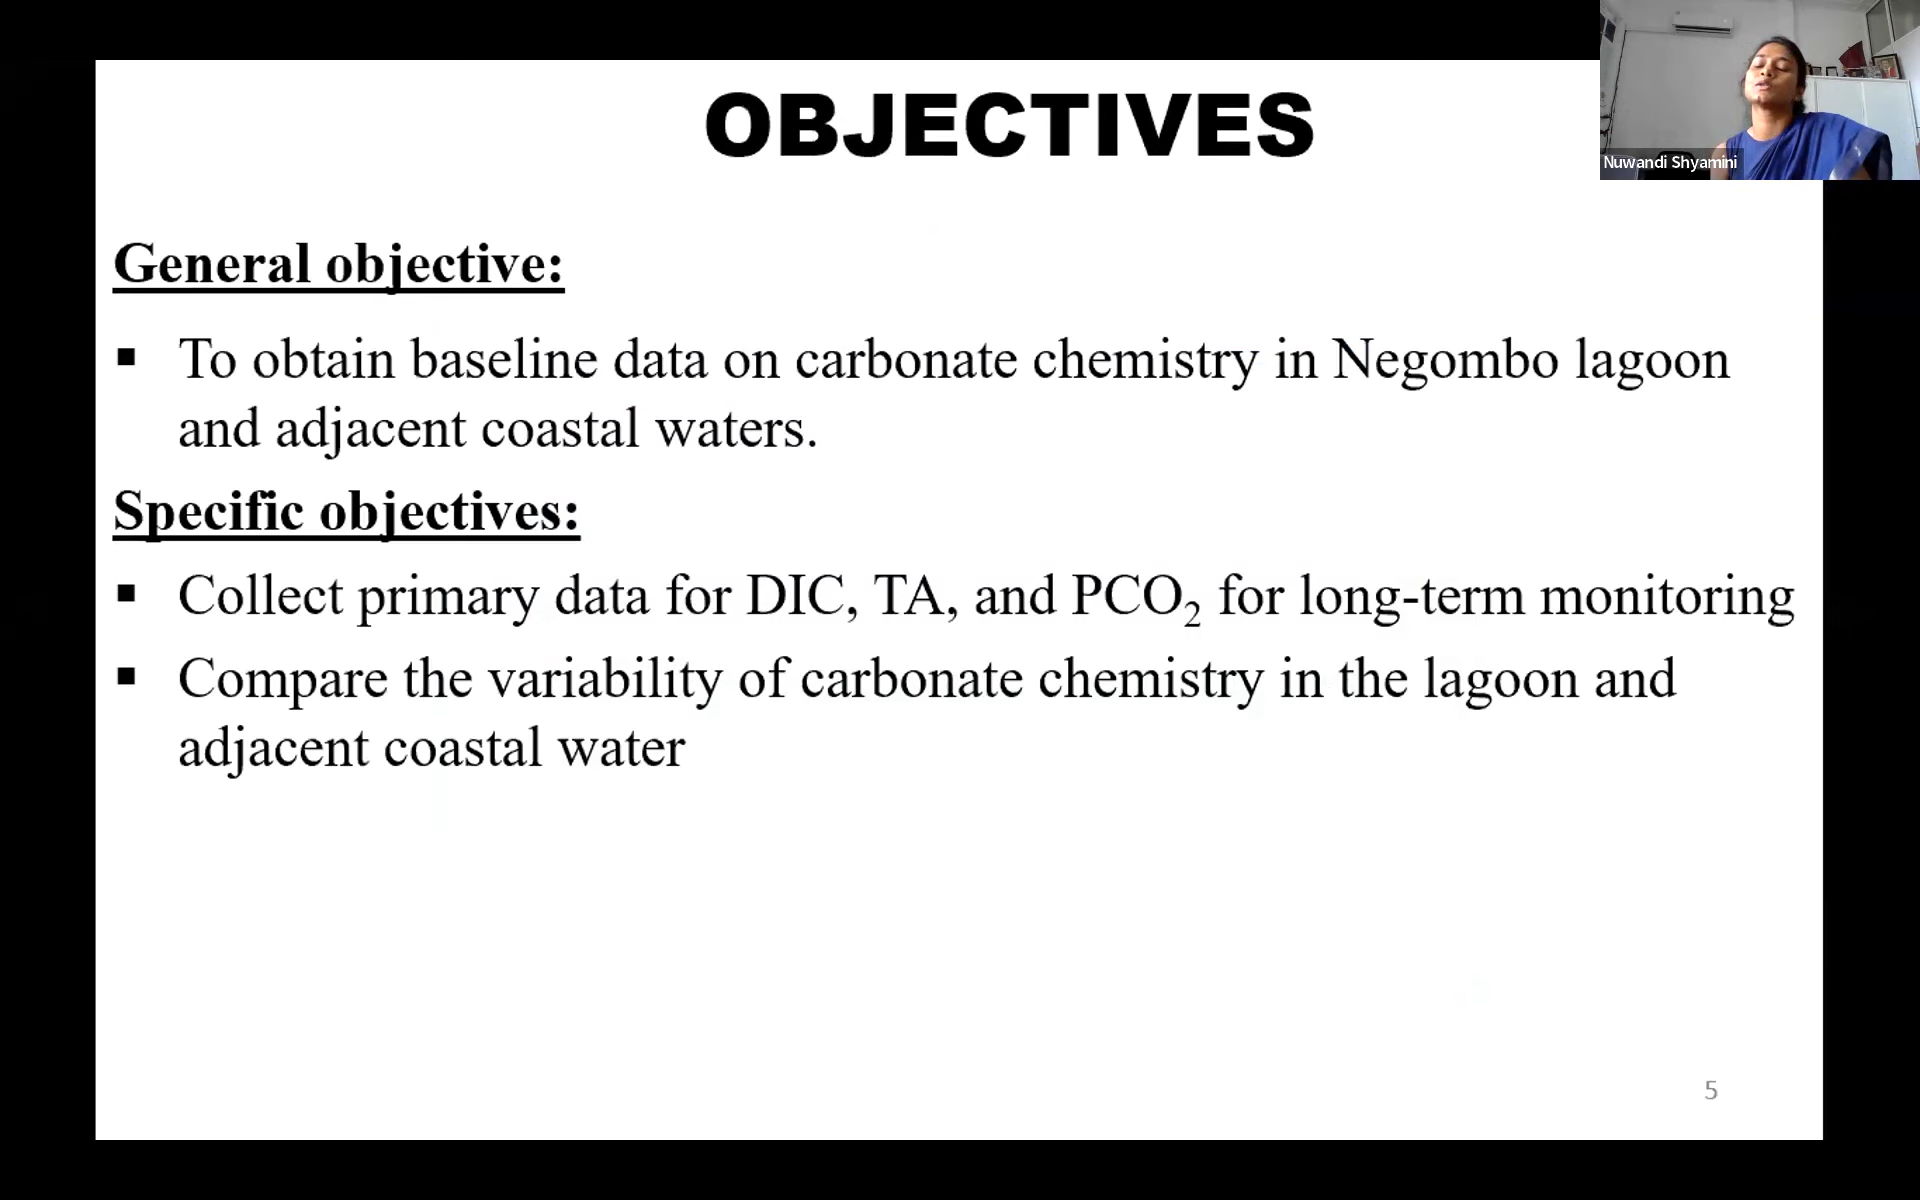 OBJECTIVES
Nuwandi Shyamini
General objective:
▪ To obtain baseline data on carbonate chemistry in Negombo lagoon
and adjacent coastal waters.
Specific objectives:
▪ Collect primary data for DIC, TA, and PCO₂ for long-term monitoring
▪ Compare the variability of carbonate chemistry in the lagoon and
adjacent coastal water
5